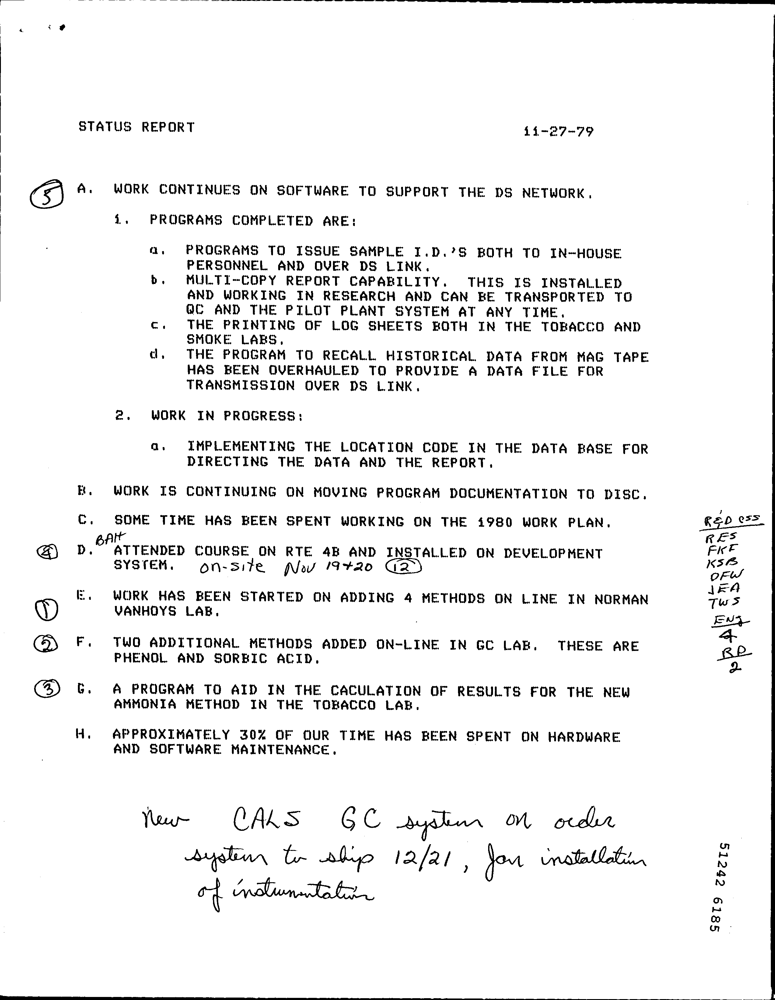 STATUS REPORT 11-27-79
5 A. WORK CONTINUES ON SOFTWARE TO SUPPORT THE DS NETWORK.
1. PROGRAMS COMPLETED ARE:
a. PROGRAMS TO ISSUE SAMPLE I.D.'S BOTH TO IN-HOUSE
PERSONNEL AND OVER DS LINK.
b. MULTI-COPY REPORT CAPABILITY. THIS IS INSTALLED
AND WORKING IN RESEARCH AND CAN BE TRANSPORTED TO
QC AND THE PILOT PLANT SYSTEM AT ANY TIME.
c. THE PRINTING OF LOG SHEETS BOTH IN THE TOBACCO AND
SMOKE LABS.
d. THE PROGRAM TO RECALL HISTORICAL DATA FROM MAG TAPE
HAS BEEN OVERHAULED TO PROVIDE A DATA FILE FOR
TRANSMISSION OVER DS LINK.
2. WORK IN PROGRESS:
a. IMPLEMENTING THE LOCATION CODE IN THE DATA BASE FOR
DIRECTING THE DATA AND THE REPORT.
B. WORK IS CONTINUING ON MOVING PROGRAM DOCUMENTATION TO DISC.
C. SOME TIME HAS BEEN SPENT WORKING ON THE 1980 WORK PLAN.
BAH
4 D. ATTENDED COURSE ON RTE 4B AND INSTALLED ON DEVELOPMENT
SYSTEM. on-site Nov 19+20 12
1 E. WORK HAS BEEN STARTED ON ADDING 4 METHODS ON LINE IN NORMAN
VANHOYS LAB.
2 F. TWO ADDITIONAL METHODS ADDED ON-LINE IN GC LAB. THESE ARE
PHENOL AND SORBIC ACID.
3 G. A PROGRAM TO AID IN THE CACULATION OF RESULTS FOR THE NEW
AMMONIA METHOD IN THE TOBACCO LAB.
H. APPROXIMATELY 30% OF OUR TIME HAS BEEN SPENT ON HARDWARE
AND SOFTWARE MAINTENANCE.
R&D
RES
FKF
KSB
DFW
JEA
TWS
ENG
4
BP
2
New CALS GC system on order
system to ship 12/21, Jan installation
of instrumentation
51242 6185